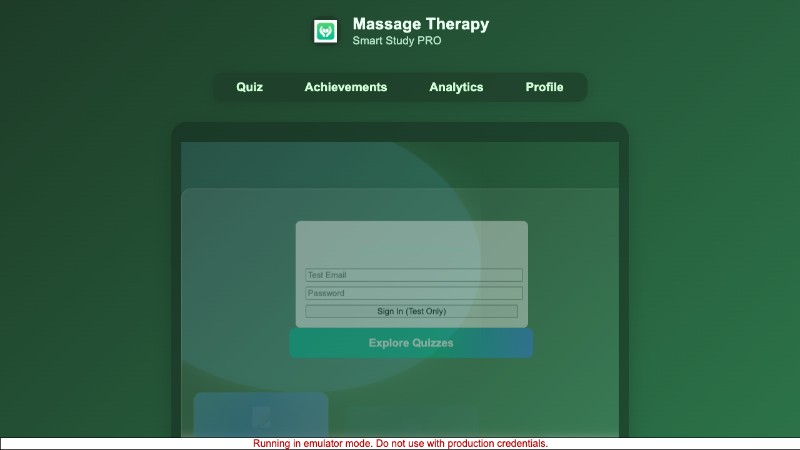 Massage Therapy
Smart Study PRO
Quiz Achievements Analytics Profile
Test Email
Password
Sign In (Test Only)
Explore Quizzes
Running in emulator mode. Do not use with production credentials.